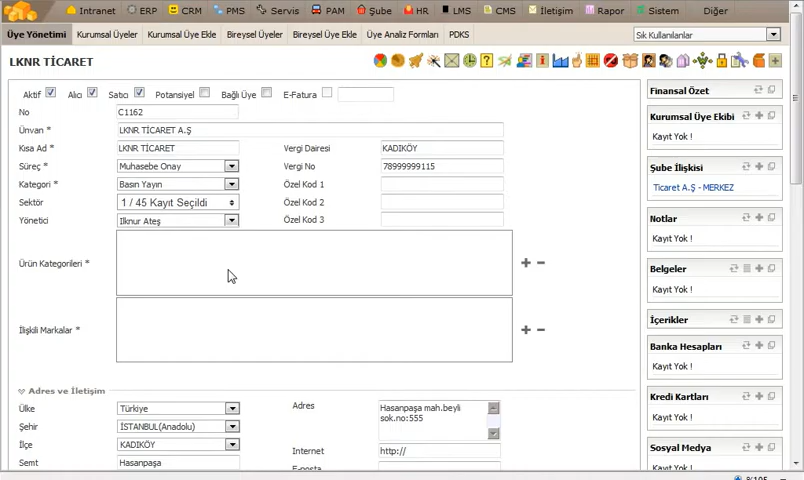 Intranet ERP CRM PMS Servis PAM Şube HR LMS CMS İletişim Rapor Sistem Diğer
Üye Yönetimi Kurumsal Üyeler Kurumsal Üye Ekle Bireysel Üyeler Bireysel Üye Ekle Üye Analiz Formları PDKS Sık Kullanılanlar
LKNR TİCARET
Aktif Alıcı Satıcı Potansiyel Bağlı Üye E-Fatura
No C1162
Ünvan * LKNR TİCARET A.Ş
Kısa Ad * LKNR TİCARET Vergi Dairesi KADIKÖY
Süreç * Muhasebe Onay Vergi No 78999999115
Kategori * Basın Yayın Özel Kod 1
Sektör 1 / 45 Kayıt Seçildi Özel Kod 2
Yönetici Ilknur Ateş Özel Kod 3
Ürün Kategorileri *
İlişkili Markalar *
Adres ve İletişim
Ülke Türkiye Adres Hasanpaşa mah.beyli
sok.no:555
Şehir İSTANBUL(Anadolu)
İlçe KADIKÖY İnternet http://
Semt Hasanpaşa E-posta
Finansal Özet
Kurumsal Üye Ekibi
Kayıt Yok !
Şube İlişkisi
Ticaret A.Ş - MERKEZ
Notlar
Kayıt Yok !
Belgeler
Kayıt Yok !
İçerikler
Banka Hesapları
Kayıt Yok !
Kredi Kartları
Kayıt Yok !
Sosyal Medya
Kayıt Yok !
%105